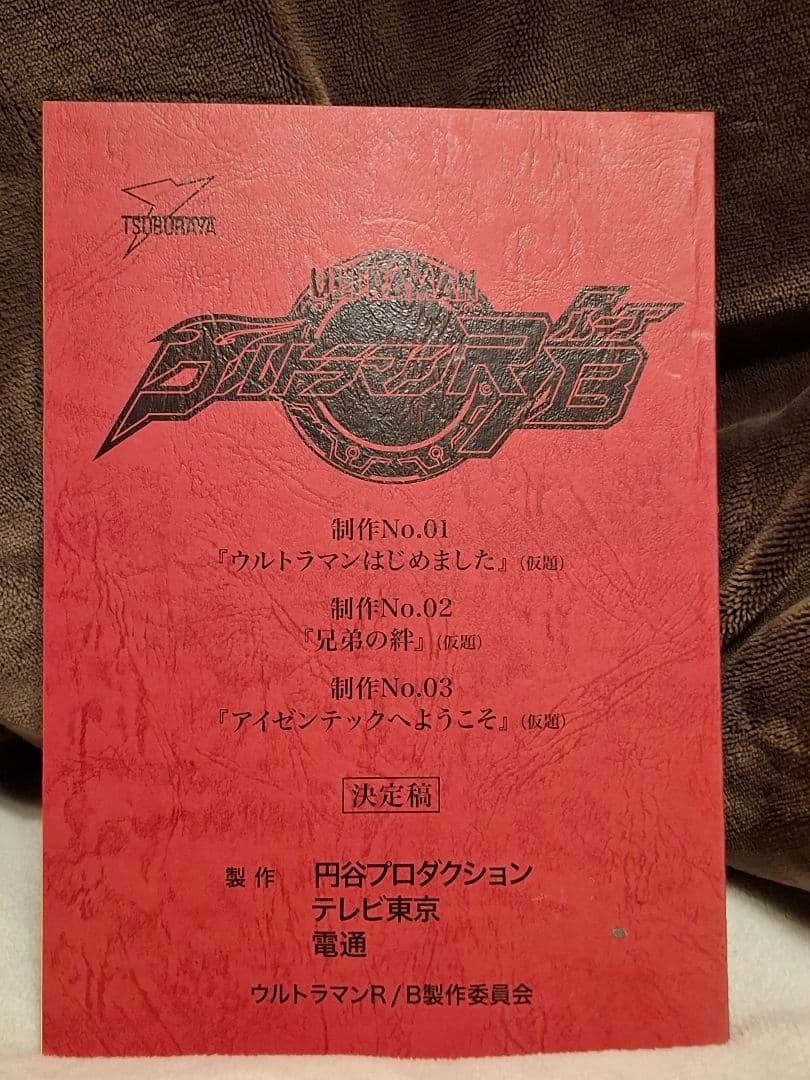 TSUBURAYA
ULTRAMAN
ルーブ
ウルトラマンR/B
制作No.01
『ウルトラマンはじめました』（仮題）
制作No.02
『兄弟の絆』（仮題）
制作No.03
『アイゼンテックへようこそ』（仮題）
決定稿
製作 円谷プロダクション
テレビ東京
電通
ウルトラマンR/B製作委員会